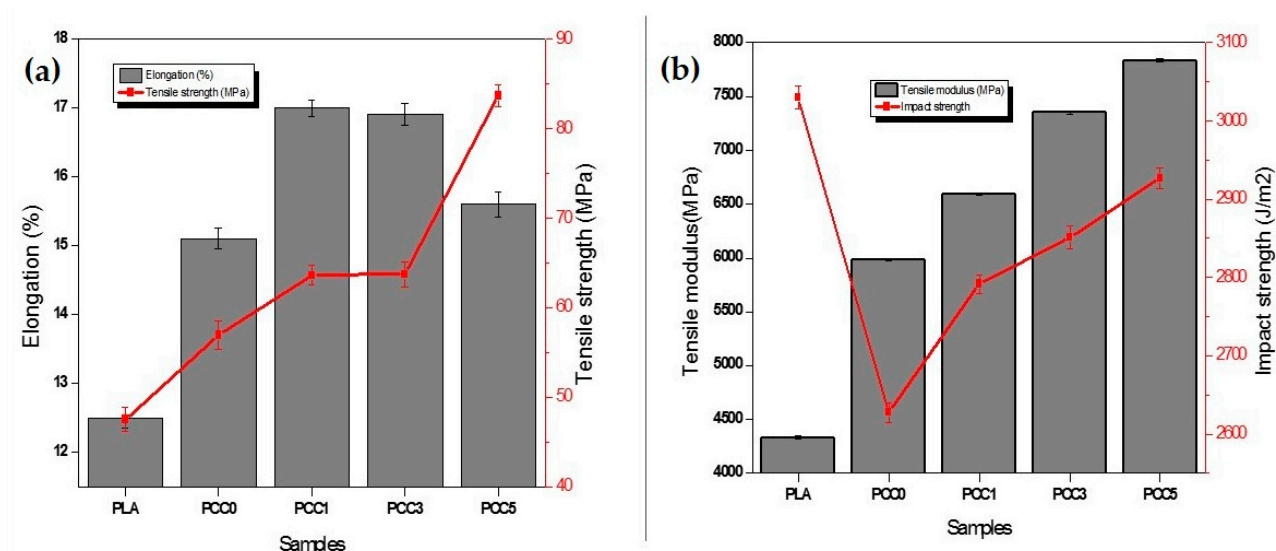 (a)
Elongation (%)
Tensile strength (MPa)
18
17
16
15
14
13
12
Elongation (%)
90
80
70
60
50
40
Tensile strength (MPa)
PLA PCC0 PCC1 PCC3 PCC5
Samples
(b)
Tensile modulus (MPa)
Impact strength
8000
7500
7000
6500
6000
5500
5000
4500
4000
Tensile modulus(MPa)
3100
3000
2900
2800
2700
2600
Impact strength (J/m2)
PLA PCC0 PCC1 PCC3 PCC5
Samples